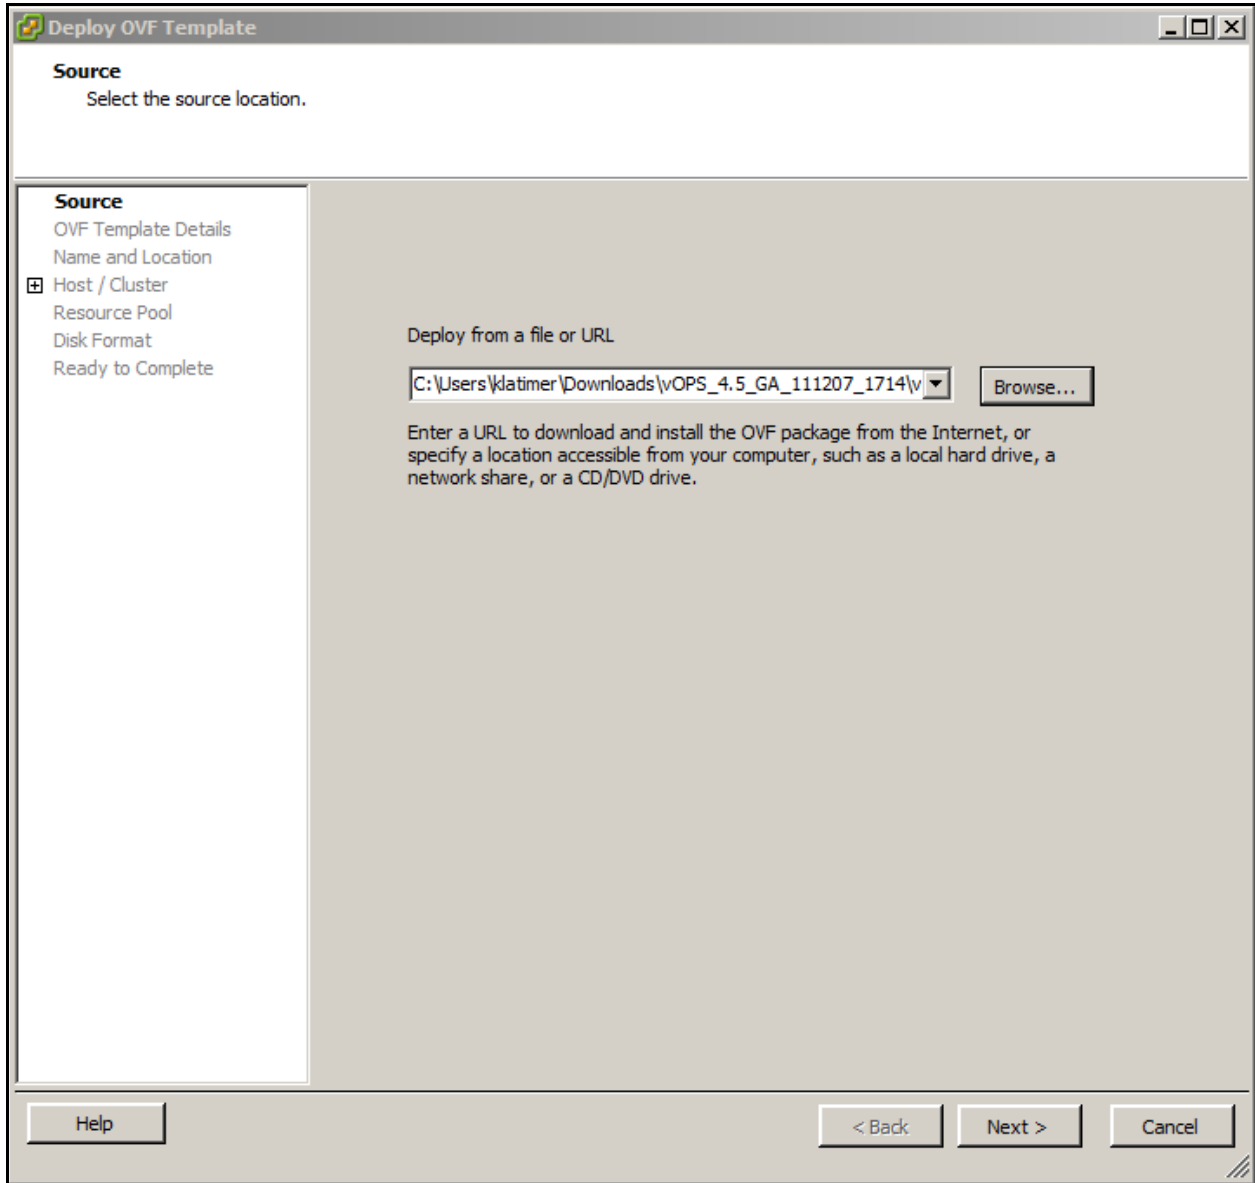 Deploy OVF Template
Source
Select the source location.
Source
OVF Template Details
Name and Location
Host / Cluster
Resource Pool
Disk Format
Ready to Complete
Deploy from a file or URL
C:\Users\klatimer\Downloads\vOPS_4.5_GA_111207_1714\v
Browse...
Enter a URL to download and install the OVF package from the Internet, or
specify a location accessible from your computer, such as a local hard drive, a
network share, or a CD/DVD drive.
Help
< Back
Next >
Cancel